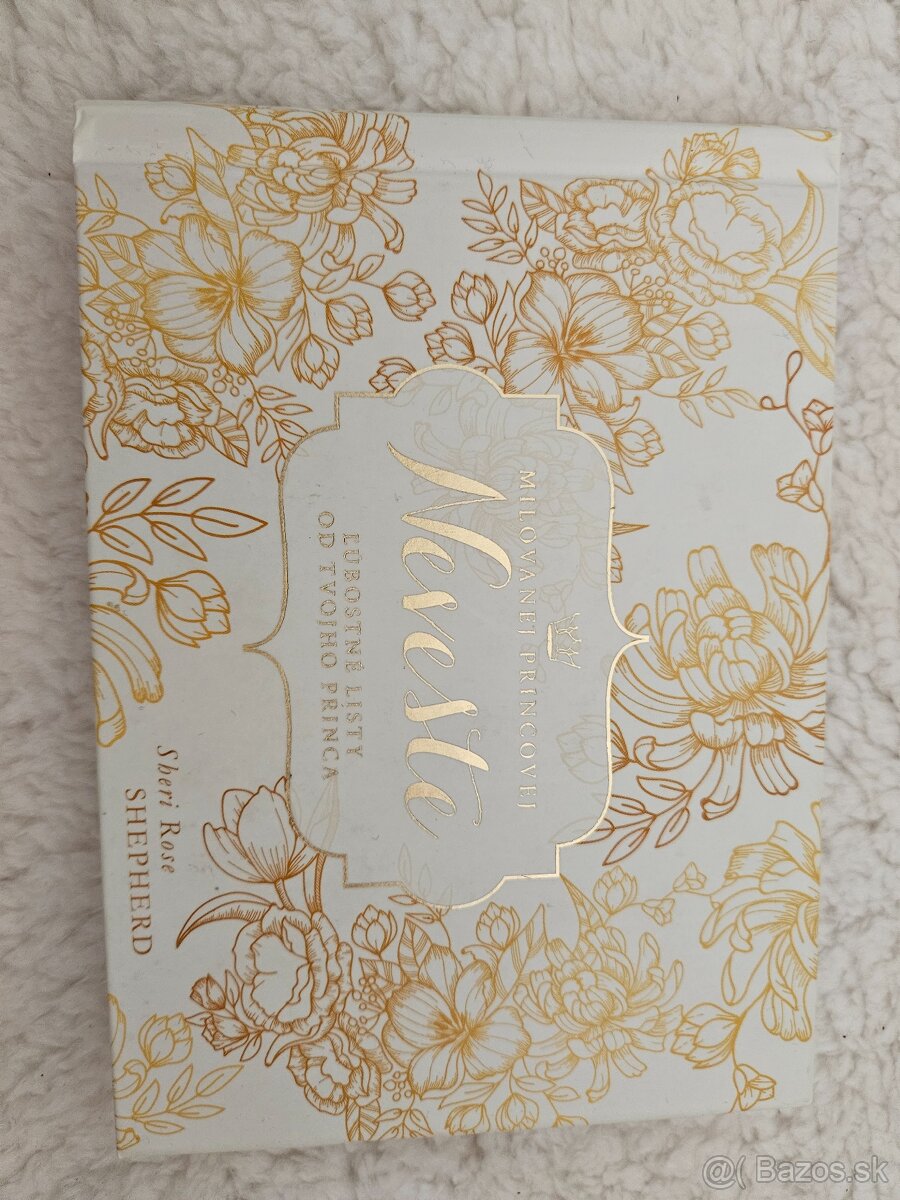 MILOVANEJ PRINCOVEJ
Neveste
ĽÚBOSTNÉ LISTY
OD TVOJHO PRINCA
Sheri Rose
SHEPHERD
@( Bazos.sk